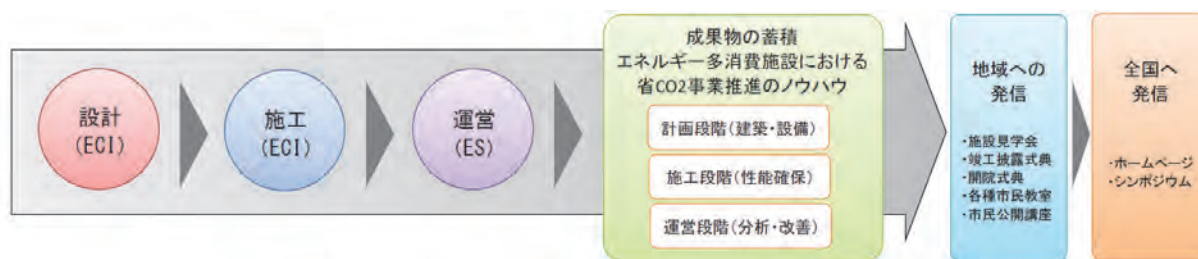 設計
(ECI)
施工
(ECI)
運営
(ES)
成果物の蓄積
エネルギー多消費施設における
省CO2事業推進のノウハウ
計画段階(建築・設備)
施工段階(性能確保)
運営段階(分析・改善)
地域への
発信
・施設見学会
・竣工披露式典
・開院式典
・各種市民教室
・市民公開講座
全国へ
発信
・ホームページ
・シンポジウム